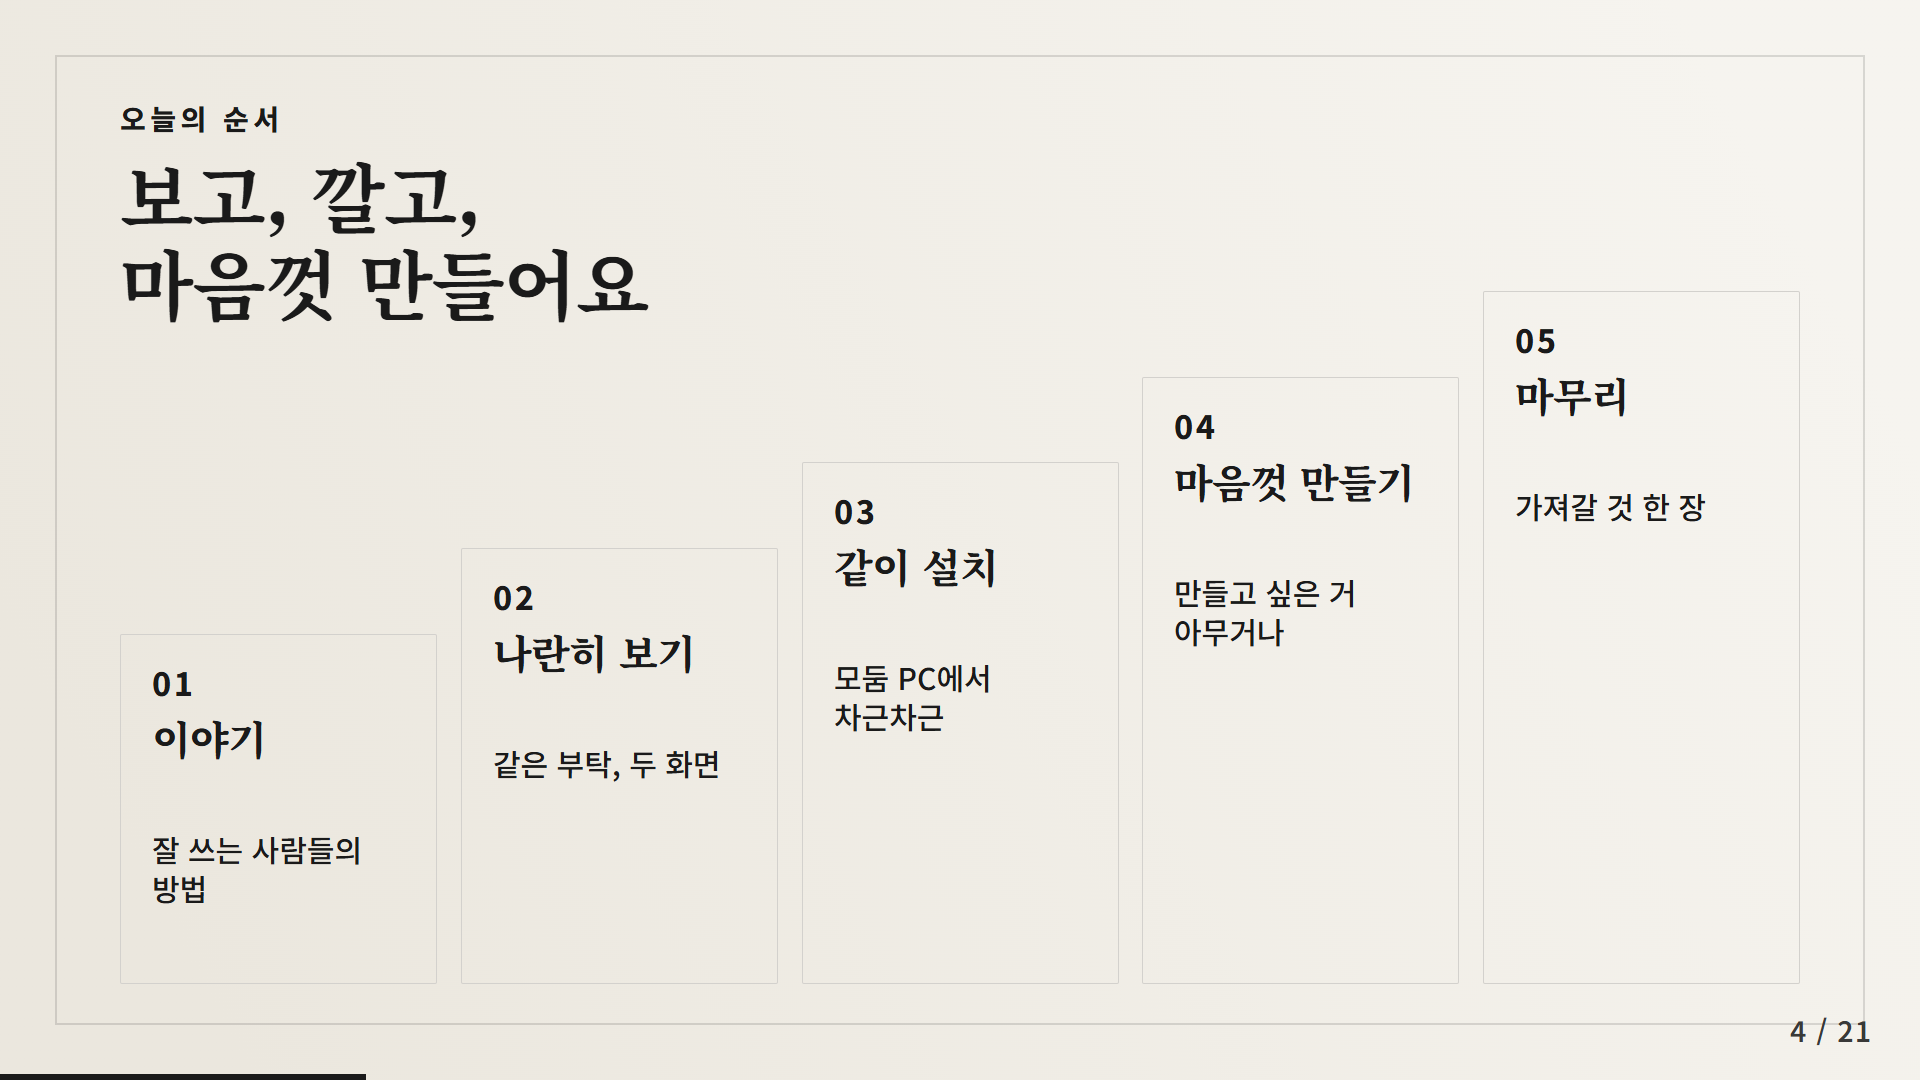 오늘의 순서
보고, 깔고,
마음껏 만들어요
01
이야기
잘 쓰는 사람들의
방법
02
나란히 보기
같은 부탁, 두 화면
03
같이 설치
모둠 PC에서
차근차근
04
마음껏 만들기
만들고 싶은 거
아무거나
05
마무리
가져갈 것 한 장
4 / 21